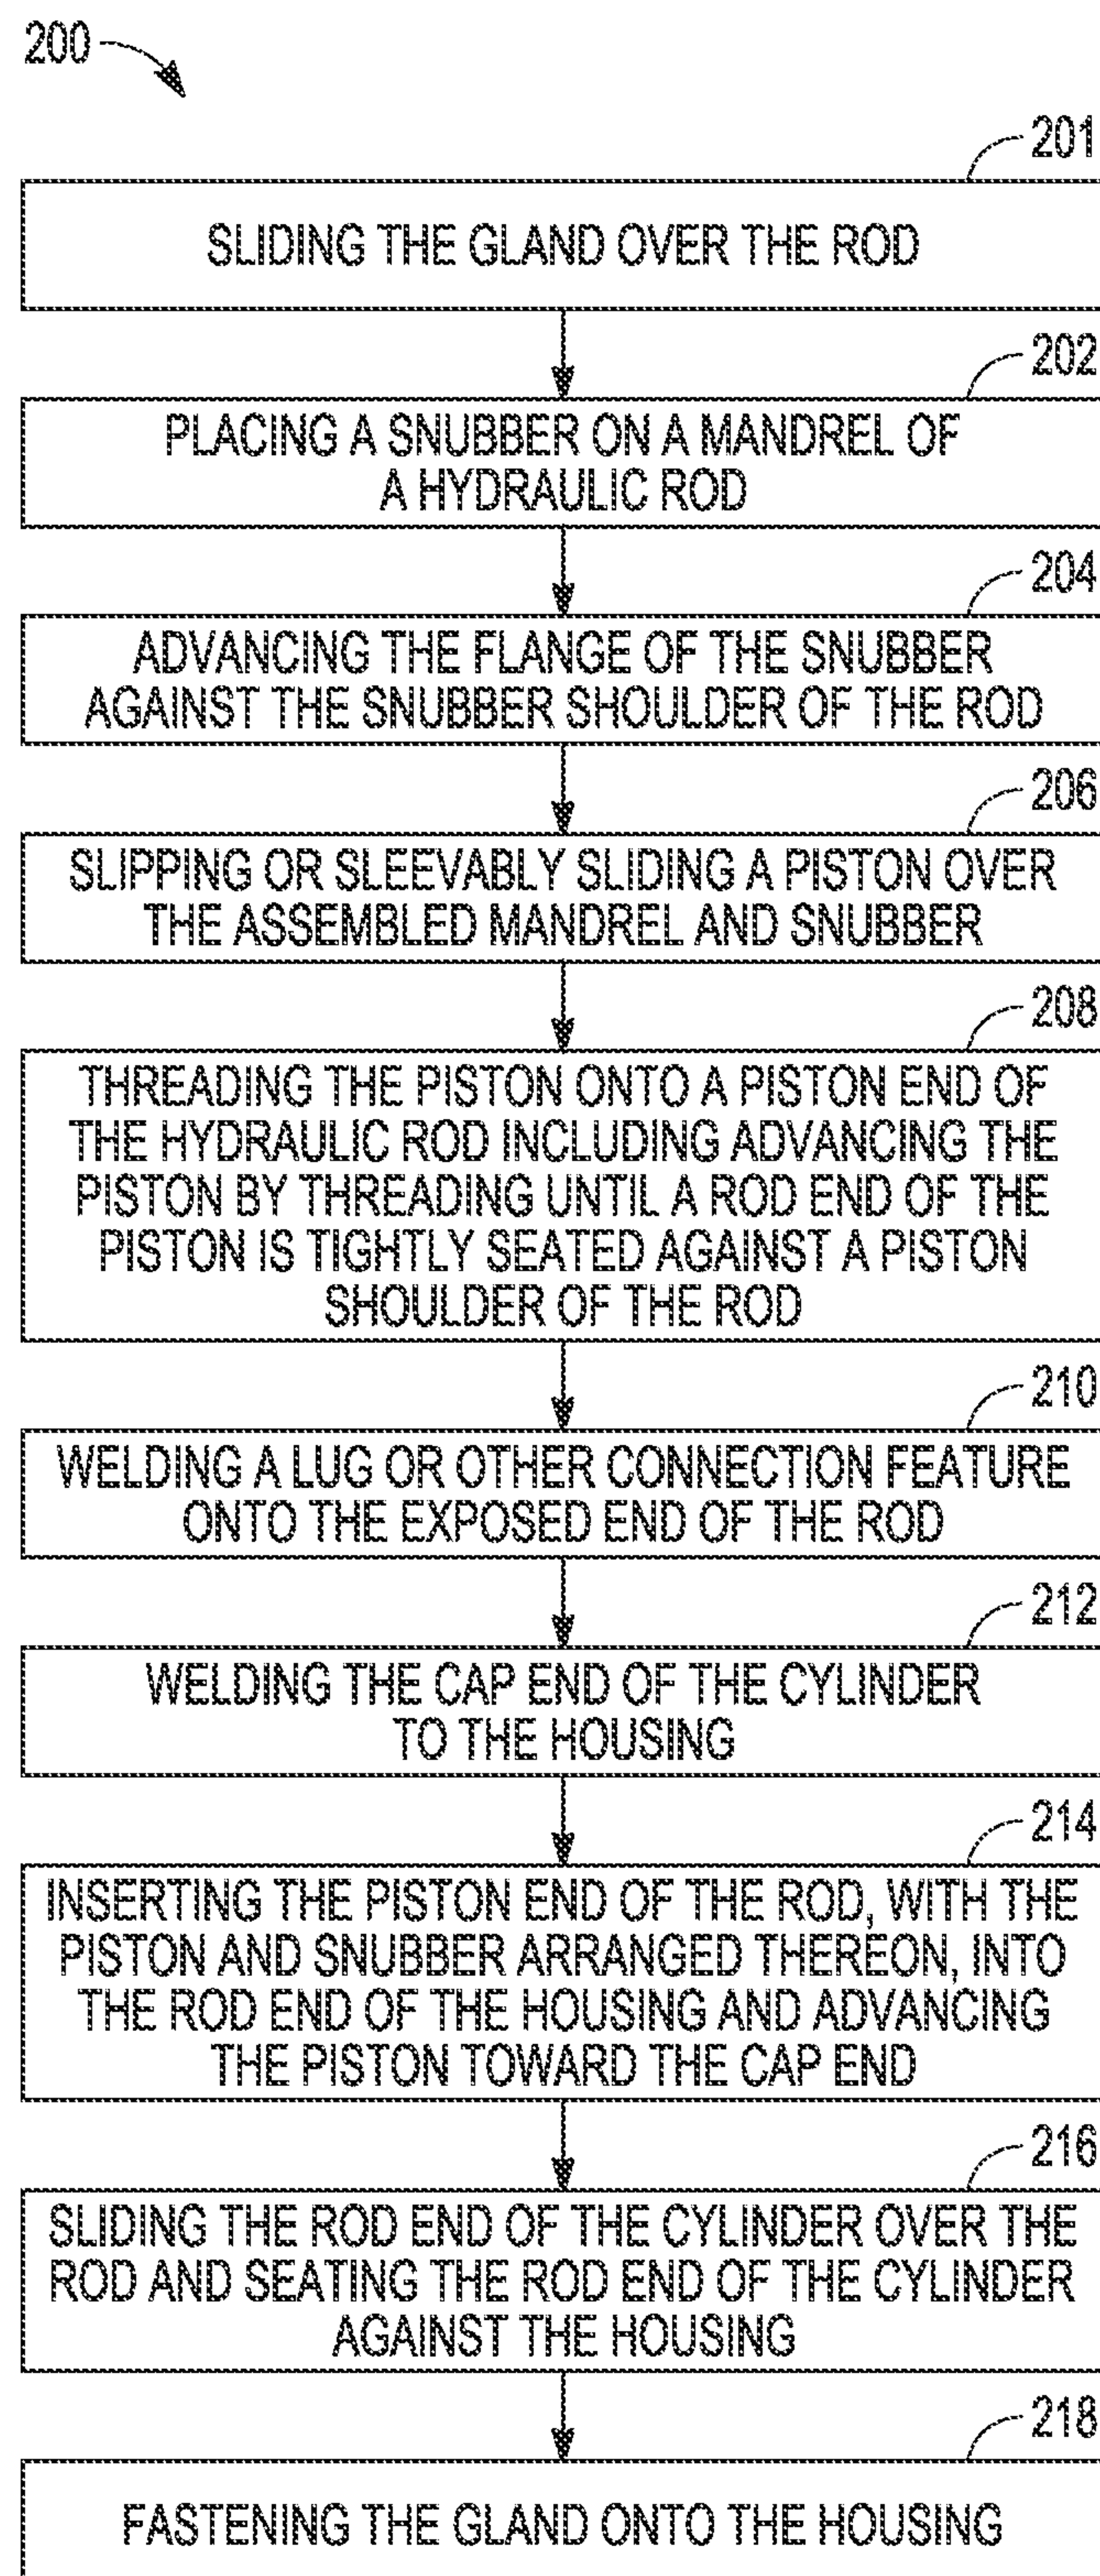 200
201
SLIDING THE GLAND OVER THE ROD
202
PLACING A SNUBBER ON A MANDREL OF
A HYDRAULIC ROD
204
ADVANCING THE FLANGE OF THE SNUBBER
AGAINST THE SNUBBER SHOULDER OF THE ROD
206
SLIPPING OR SLEEVABLY SLIDING A PISTON OVER
THE ASSEMBLED MANDREL AND SNUBBER
208
THREADING THE PISTON ONTO A PISTON END OF
THE HYDRAULIC ROD INCLUDING ADVANCING THE
PISTON BY THREADING UNTIL A ROD END OF THE
PISTON IS TIGHTLY SEATED AGAINST A PISTON
SHOULDER OF THE ROD
210
WELDING A LUG OR OTHER CONNECTION FEATURE
ONTO THE EXPOSED END OF THE ROD
212
WELDING THE CAP END OF THE CYLINDER
TO THE HOUSING
214
INSERTING THE PISTON END OF THE ROD, WITH THE
PISTON AND SNUBBER ARRANGED THEREON, INTO
THE ROD END OF THE HOUSING AND ADVANCING
THE PISTON TOWARD THE CAP END
216
SLIDING THE ROD END OF THE CYLINDER OVER THE
ROD AND SEATING THE ROD END OF THE CYLINDER
AGAINST THE HOUSING
218
FASTENING THE GLAND ONTO THE HOUSING